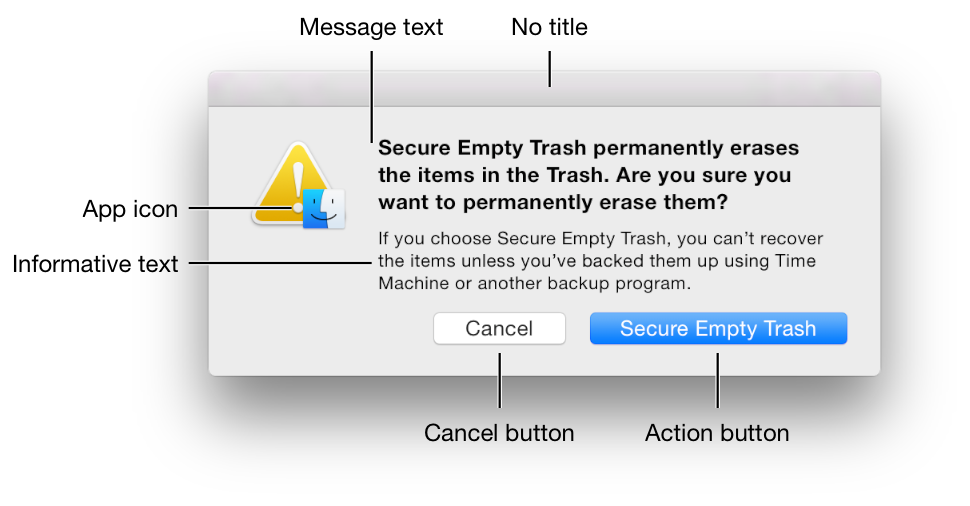 Message text
No title
Secure Empty Trash permanently erases
the items in the Trash. Are you sure you
want to permanently erase them?
App icon
If you choose Secure Empty Trash, you can’t recover
the items unless you’ve backed them up using Time
Machine or another backup program.
Informative text
Cancel
Secure Empty Trash
Cancel button
Action button